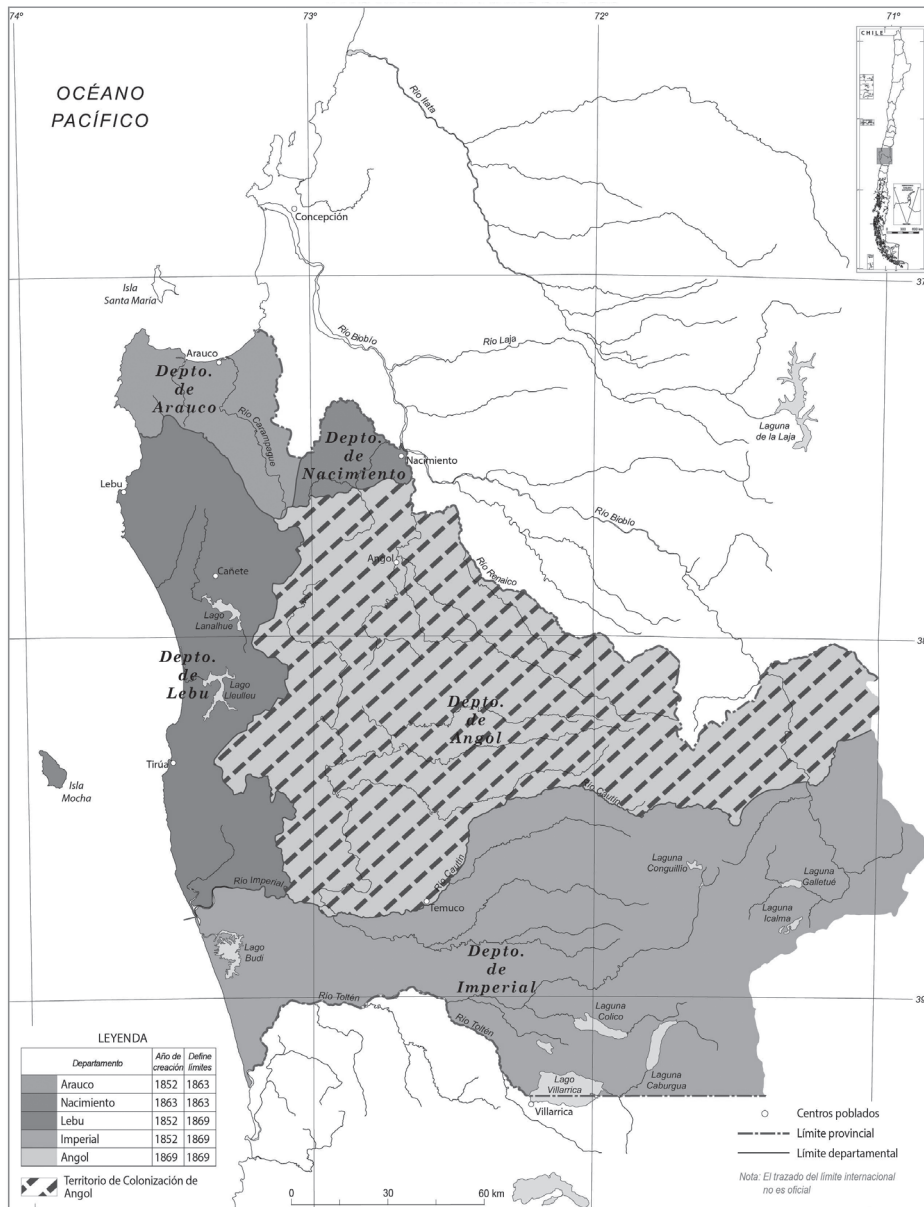 74°
73°
72°
71°
OCÉANO
PACÍFICO
CHILE
Río Itata
Concepción
37
Isla
Santa María
Río Biobío
Río Laja
Arauco
Depto.
de
Arauco
Río Carampague
Laguna
de la Laja
Depto.
de
Nacimiento
Nacimiento
Lebu
Río Biobío
Angol
Río Renaico
Cañete
Lago
Lanalhue
Depto.
de
Lebu
Lago
Lleulleu
Depto.
de
Angol
Tirúa
Isla
Mocha
Río Cautín
Río Cautín
Laguna
Conguillío
Laguna
Galletué
Laguna
Icalma
Río Imperial
Temuco
Lago
Budi
Depto.
de
Imperial
39
Río Toltén
Río Toltén
Laguna
Colico
Laguna
Caburgua
Lago
Villarrica
Villarrica
LEYENDA
Departamento Año de creación Define límites
Arauco 1852 1863
Nacimiento 1863 1863
Lebu 1852 1869
Imperial 1852 1869
Angol 1869 1869
Territorio de Colonización de
Angol
0 30 60 km
Centros poblados
Límite provincial
Límite departamental
Nota: El trazado del límite internacional
no es oficial